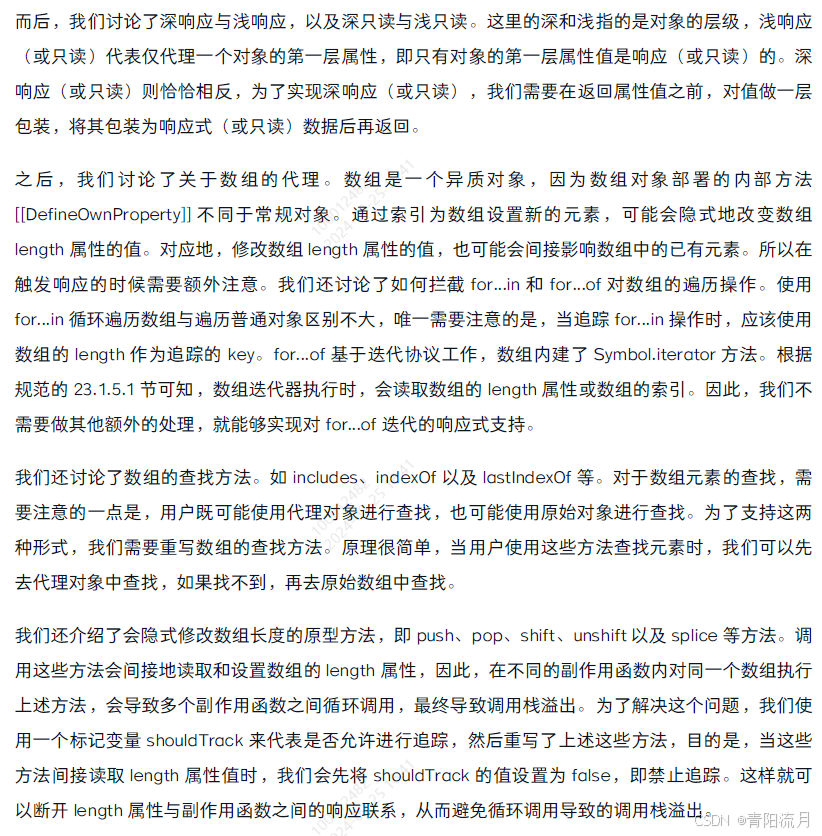 而后，我们讨论了深响应与浅响应，以及深只读与浅只读。这里的深和浅指的是对象的层级，浅响应
（或只读）代表仅代理一个对象的第一层属性，即只有对象的第一层属性值是响应（或只读）的。深
响应（或只读）则恰恰相反，为了实现深响应（或只读），我们需要在返回属性值之前，对值做一层
包装，将其包装为响应式（或只读）数据后再返回。
之后，我们讨论了关于数组的代理。数组是一个异质对象，因为数组对象部署的内部方法
[[DefineOwnProperty]] 不同于常规对象。通过索引为数组设置新的元素，可能会隐式地改变数组
length 属性的值。对应地，修改数组 length 属性的值，也可能会间接影响数组中的已有元素。所以在
触发响应的时候需要额外注意。我们还讨论了如何拦截 for...in 和 for...of 对数组的遍历操作。使用
for...in 循环遍历数组与遍历普通对象区别不大，唯一需要注意的是，当追踪 for...in 操作时，应该使用
数组的 length 作为追踪的 key。for...of 基于迭代协议工作，数组内建了 Symbol.iterator 方法。根据
规范的 23.1.5.1 节可知，数组迭代器执行时，会读取数组的 length 属性或数组的索引。因此，我们不
需要做其他额外的处理，就能够实现对 for...of 迭代的响应式支持。
我们还讨论了数组的查找方法。如 includes、indexOf 以及 lastIndexOf 等。对于数组元素的查找，需
要注意的一点是，用户既可能使用代理对象进行查找，也可能使用原始对象进行查找。为了支持这两
种形式，我们需要重写数组的查找方法。原理很简单，当用户使用这些方法查找元素时，我们可以先
去代理对象中查找，如果找不到，再去原始数组中查找。
我们还介绍了会隐式修改数组长度的原型方法，即 push、pop、shift、unshift 以及 splice 等方法。调
用这些方法会间接地读取和设置数组的 length 属性，因此，在不同的副作用函数内对同一个数组执行
上述方法，会导致多个副作用函数之间循环调用，最终导致调用栈溢出。为了解决这个问题，我们使
用一个标记变量 shouldTrack 来代表是否允许进行追踪，然后重写了上述这些方法，目的是，当这些
方法间接读取 length 属性值时，我们会先将 shouldTrack 的值设置为 false，即禁止追踪。这样就可
以断开 length 属性与副作用函数之间的响应联系，从而避免循环调用导致的调用栈溢出。
CSDN @青阳流月